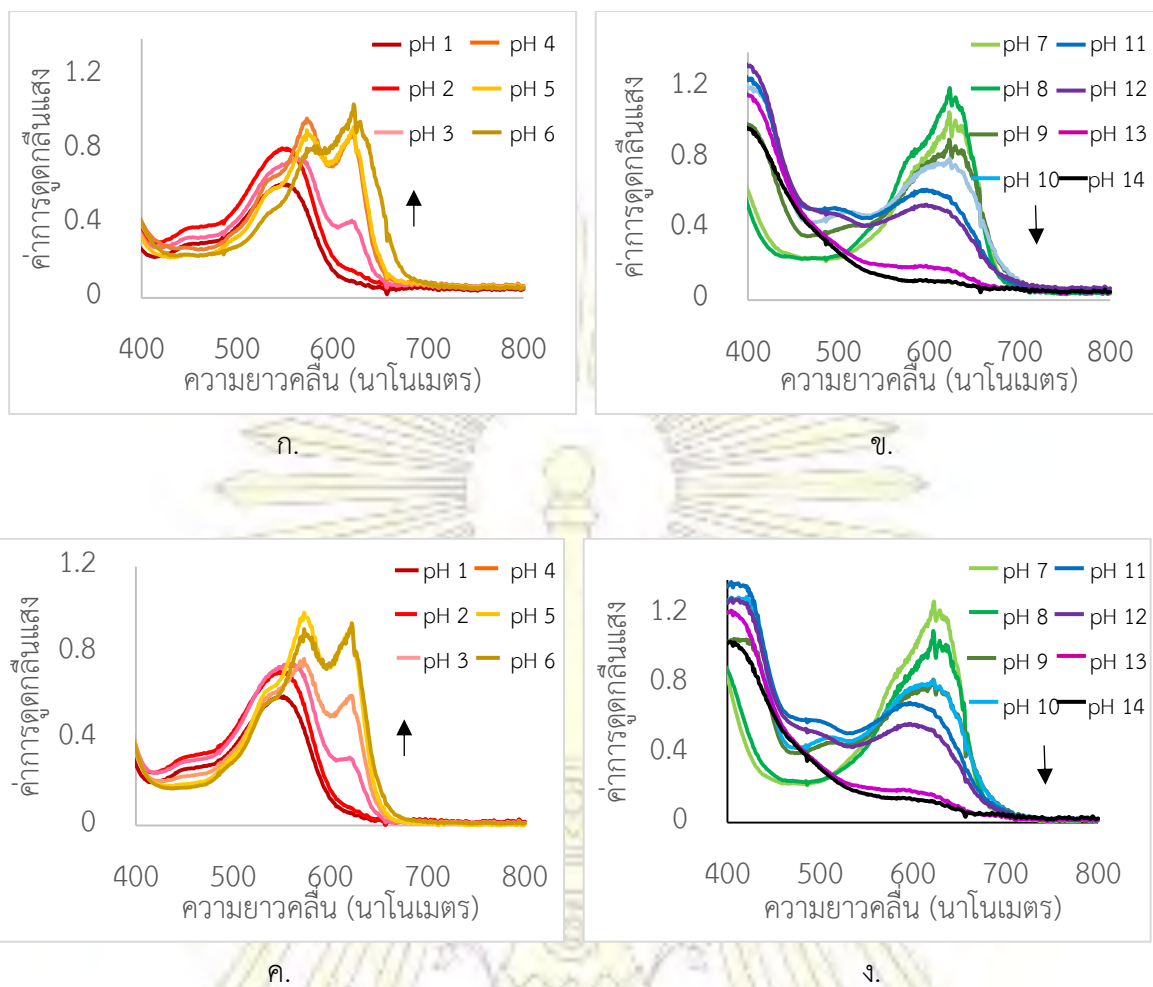 ค่าการดูดกลืนแสง
1.2
0.8
0.4
0
pH 1 pH 4
pH 2 pH 5
pH 3 pH 6
400 500 600 700 800
ความยาวคลื่น (นาโนเมตร)
ก.
ค่าการดูดกลืนแสง
1.2
0.8
0.4
0
pH 7 pH 11
pH 8 pH 12
pH 9 pH 13
pH 10 pH 14
400 500 600 700 800
ความยาวคลื่น (นาโนเมตร)
ข.
ค่าการดูดกลืนแสง
1.2
0.8
0.4
0
pH 1 pH 4
pH 2 pH 5
pH 3 pH 6
400 500 600 700 800
ความยาวคลื่น (นาโนเมตร)
ค.
ค่าการดูดกลืนแสง
1.2
0.8
0.4
0
pH 7 pH 11
pH 8 pH 12
pH 9 pH 13
pH 10 pH 14
400 500 600 700 800
ความยาวคลื่น (นาโนเมตร)
ง.